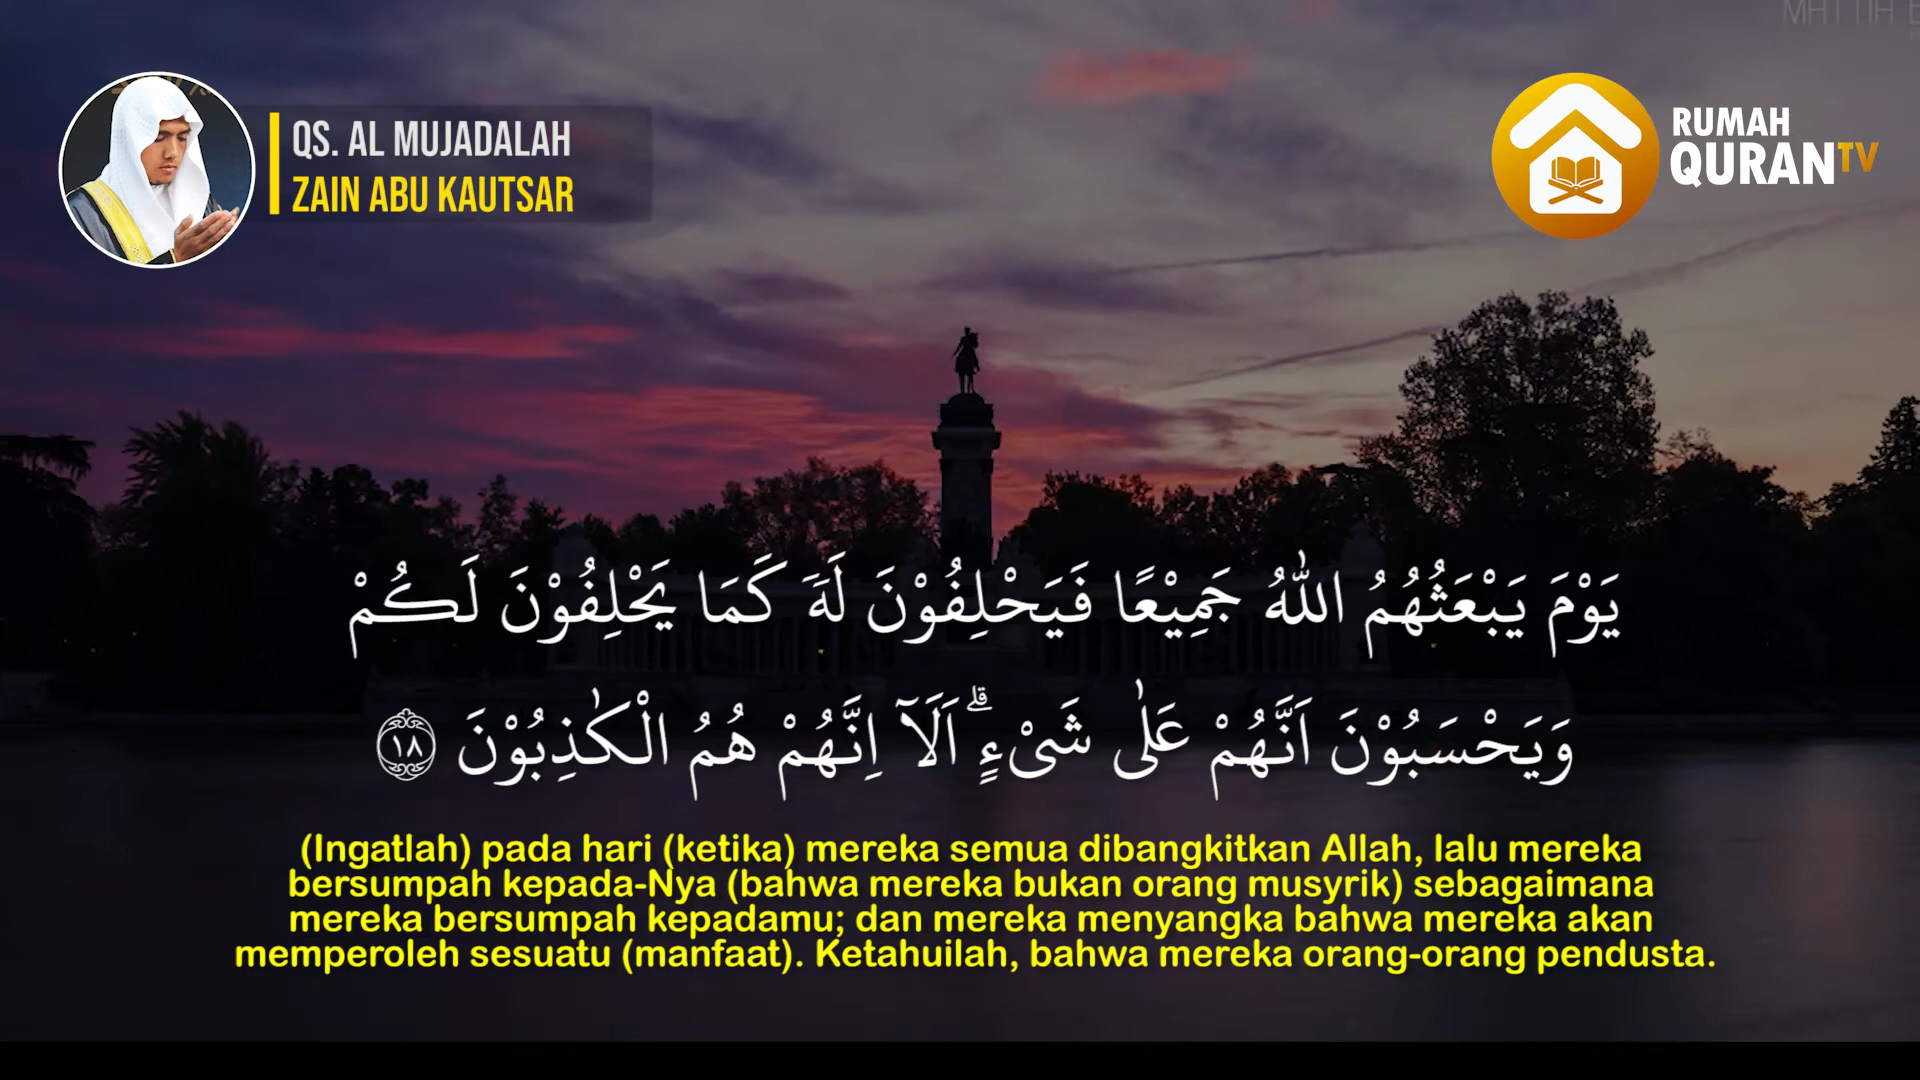 QS. AL MUJADALAH
ZAIN ABU KAUTSAR
RUMAH
QURANTV
يَوْمَ يَبْعَثُهُمُ اللّٰهُ جَمِيْعًا فَيَحْلِفُوْنَ لَهٗ كَمَا يَحْلِفُوْنَ لَكُمْ
وَيَحْسَبُوْنَ اَنَّهُمْ عَلٰى شَيْءٍۗ اَلَآ اِنَّهُمْ هُمُ الْكٰذِبُوْنَ ١٨
(Ingatlah) pada hari (ketika) mereka semua dibangkitkan Allah, lalu mereka
bersumpah kepada-Nya (bahwa mereka bukan orang musyrik) sebagaimana
mereka bersumpah kepadamu; dan mereka menyangka bahwa mereka akan
memperoleh sesuatu (manfaat). Ketahuilah, bahwa mereka orang-orang pendusta.